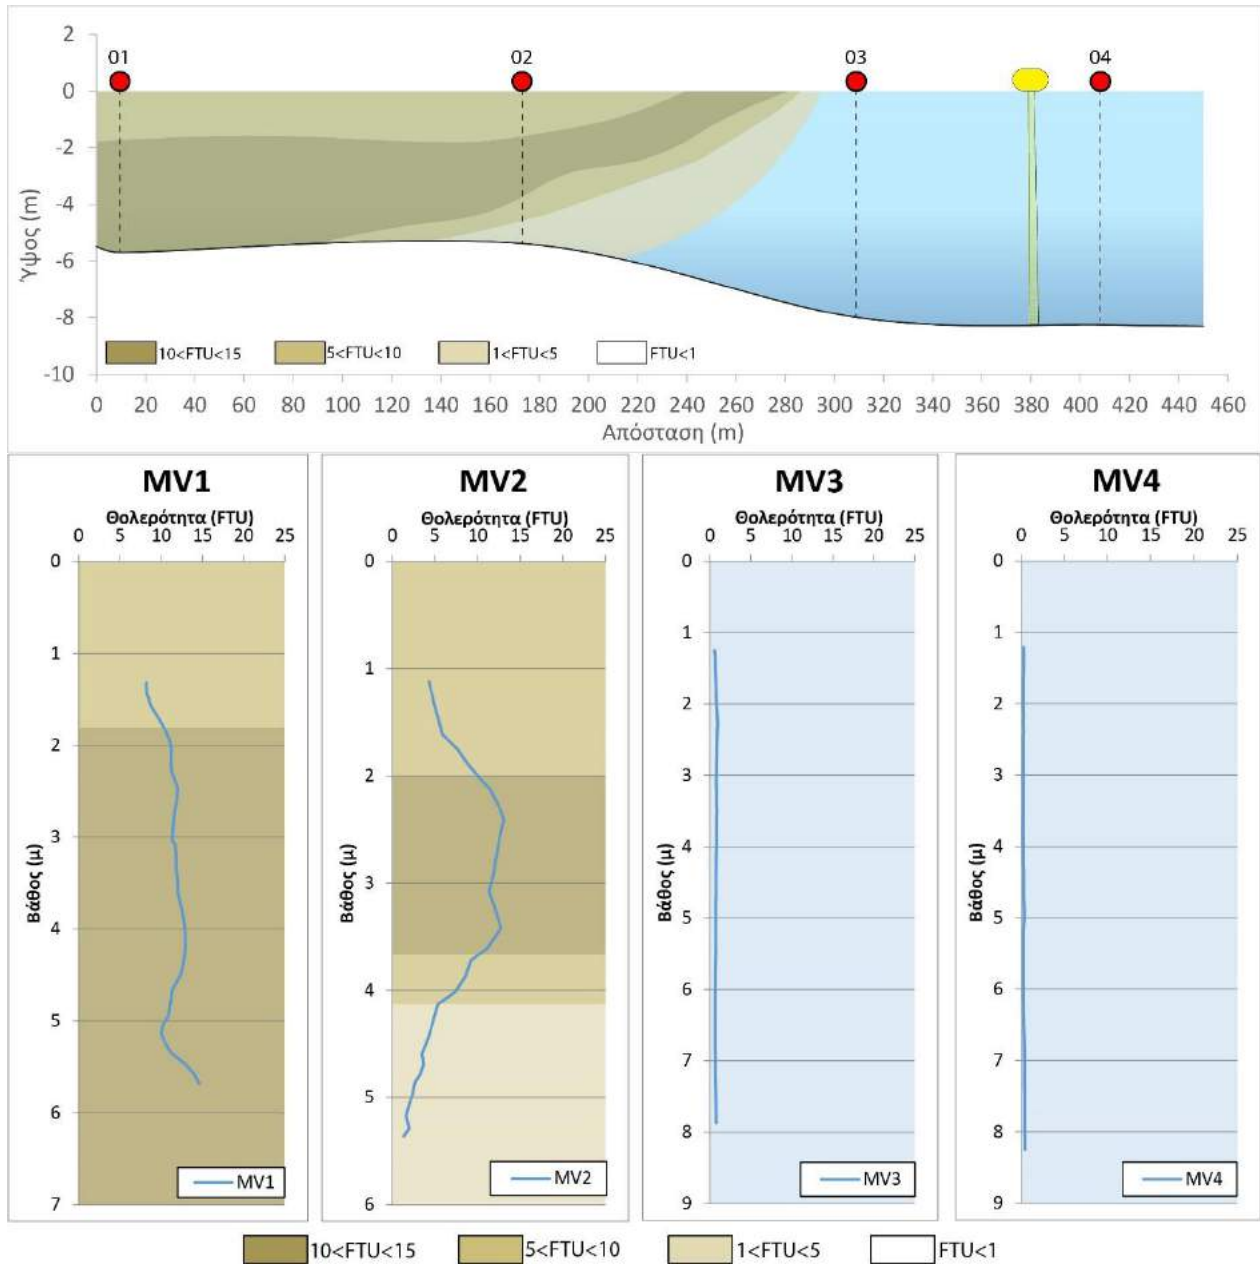 2
0
-2
-4
-6
-8
-10
Ύψος (m)
01
02
03
04
10<FTU<15
5<FTU<10
1<FTU<5
FTU<1
0 20 40 60 80 100 120 140 160 180 200 220 240 260 280 300 320 340 360 380 400 420 440 460
Απόσταση (m)
MV1
Θολερότητα (FTU)
0 5 10 15 20 25
0
1
2
3
4
5
6
7
Βάθος (μ)
MV1
MV2
Θολερότητα (FTU)
0 5 10 15 20 25
0
1
2
3
4
5
6
Βάθος (μ)
MV2
MV3
Θολερότητα (FTU)
0 5 10 15 20 25
0
1
2
3
4
5
6
7
8
9
Βάθος (μ)
MV3
MV4
Θολερότητα (FTU)
0 5 10 15 20 25
0
1
2
3
4
5
6
7
8
9
Βάθος (μ)
MV4
10<FTU<15
5<FTU<10
1<FTU<5
FTU<1